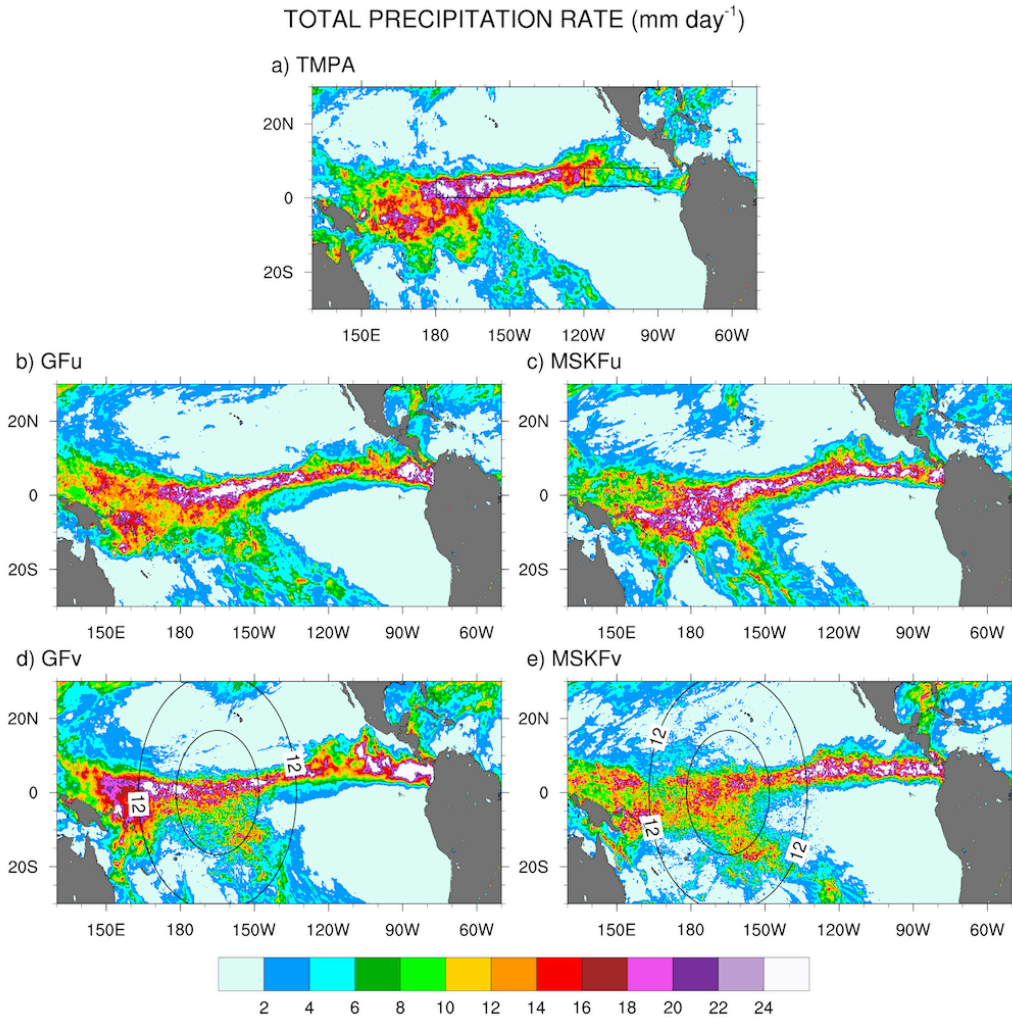 TOTAL PRECIPITATION RATE (mm day-1)
a) TMPA
20N
0
20S
150E 180 150W 120W 90W 60W
b) GFu
c) MSKFu
20N
0
20S
150E 180 150W 120W 90W 60W
20N
0
20S
150E 180 150W 120W 90W 60W
d) GFv
e) MSKFv
20N
0
20S
12
12
150E 180 150W 120W 90W 60W
20N
0
20S
12
12
12
150E 180 150W 120W 90W 60W
2 4 6 8 10 12 14 16 18 20 22 24